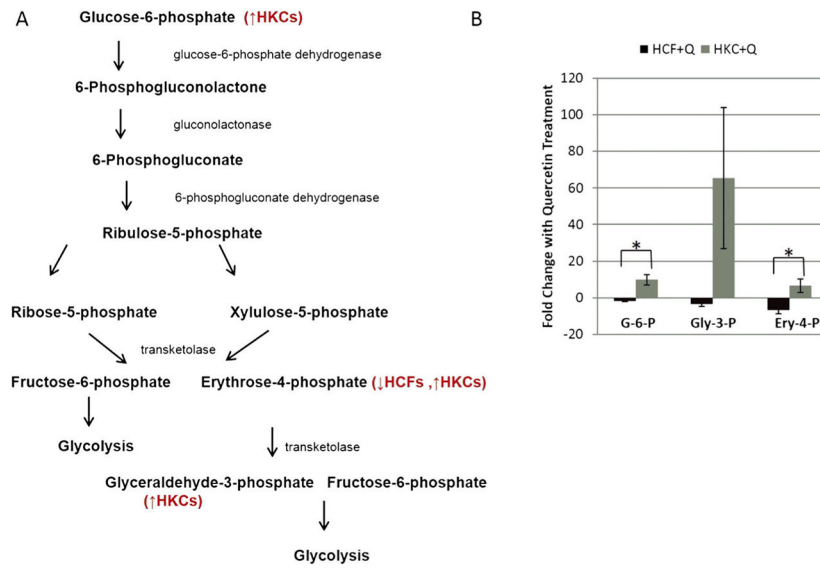 A
Glucose-6-phosphate (↑HKCs)
glucose-6-phosphate dehydrogenase
6-Phosphogluconolactone
gluconolactonase
6-Phosphogluconate
6-phosphogluconate dehydrogenase
Ribulose-5-phosphate
Ribose-5-phosphate Xylulose-5-phosphate
transketolase
Fructose-6-phosphate Erythrose-4-phosphate (↓HCFs ,↑HKCs)
Glycolysis
transketolase
Glyceraldehyde-3-phosphate Fructose-6-phosphate
(↑HKCs)
Glycolysis
B
HCF+Q HKC+Q
Fold Change with Quercetin Treatment
120
100
80
60
40
20
0
-20
* *
G-6-P Gly-3-P Ery-4-P